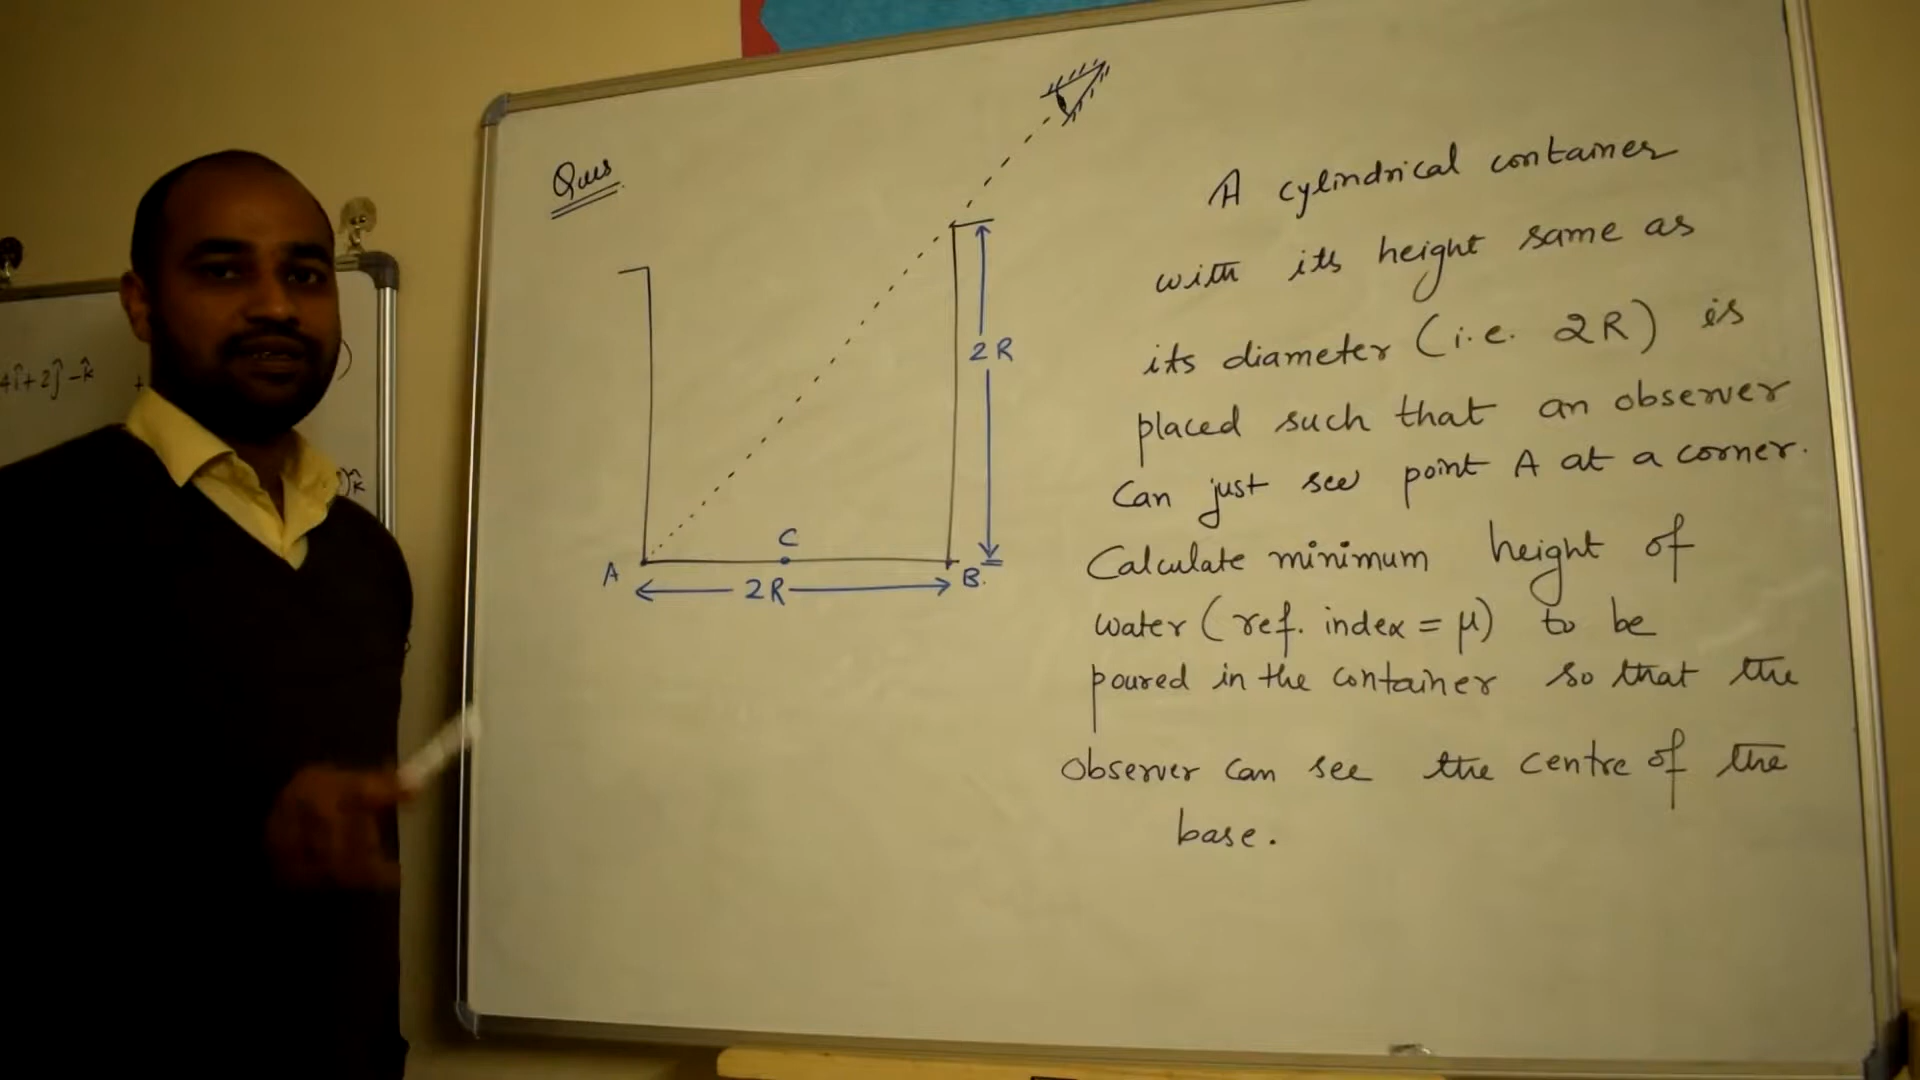 Ques
A cylindrical container
with its height same as
its diameter (i.e. 2R) is
placed such that an observer
can just see point A at a corner.
Calculate minimum height of
water (ref. index = μ) to be
poured in the container so that the
observer can see the centre of the
base.
2R
C
A
B.
2R
4î+2ĵ-k̂
+
)
)k̂